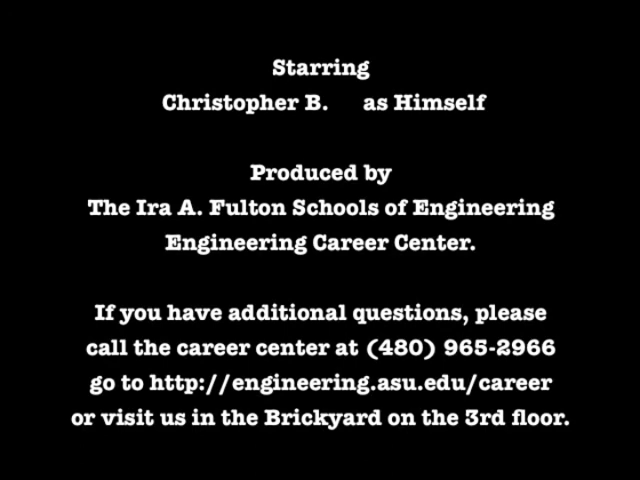 Starring
Christopher B. as Himself
Produced by
The Ira A. Fulton Schools of Engineering
Engineering Career Center.
If you have additional questions, please
call the career center at (480) 965-2966
go to http://engineering.asu.edu/career
or visit us in the Brickyard on the 3rd floor.